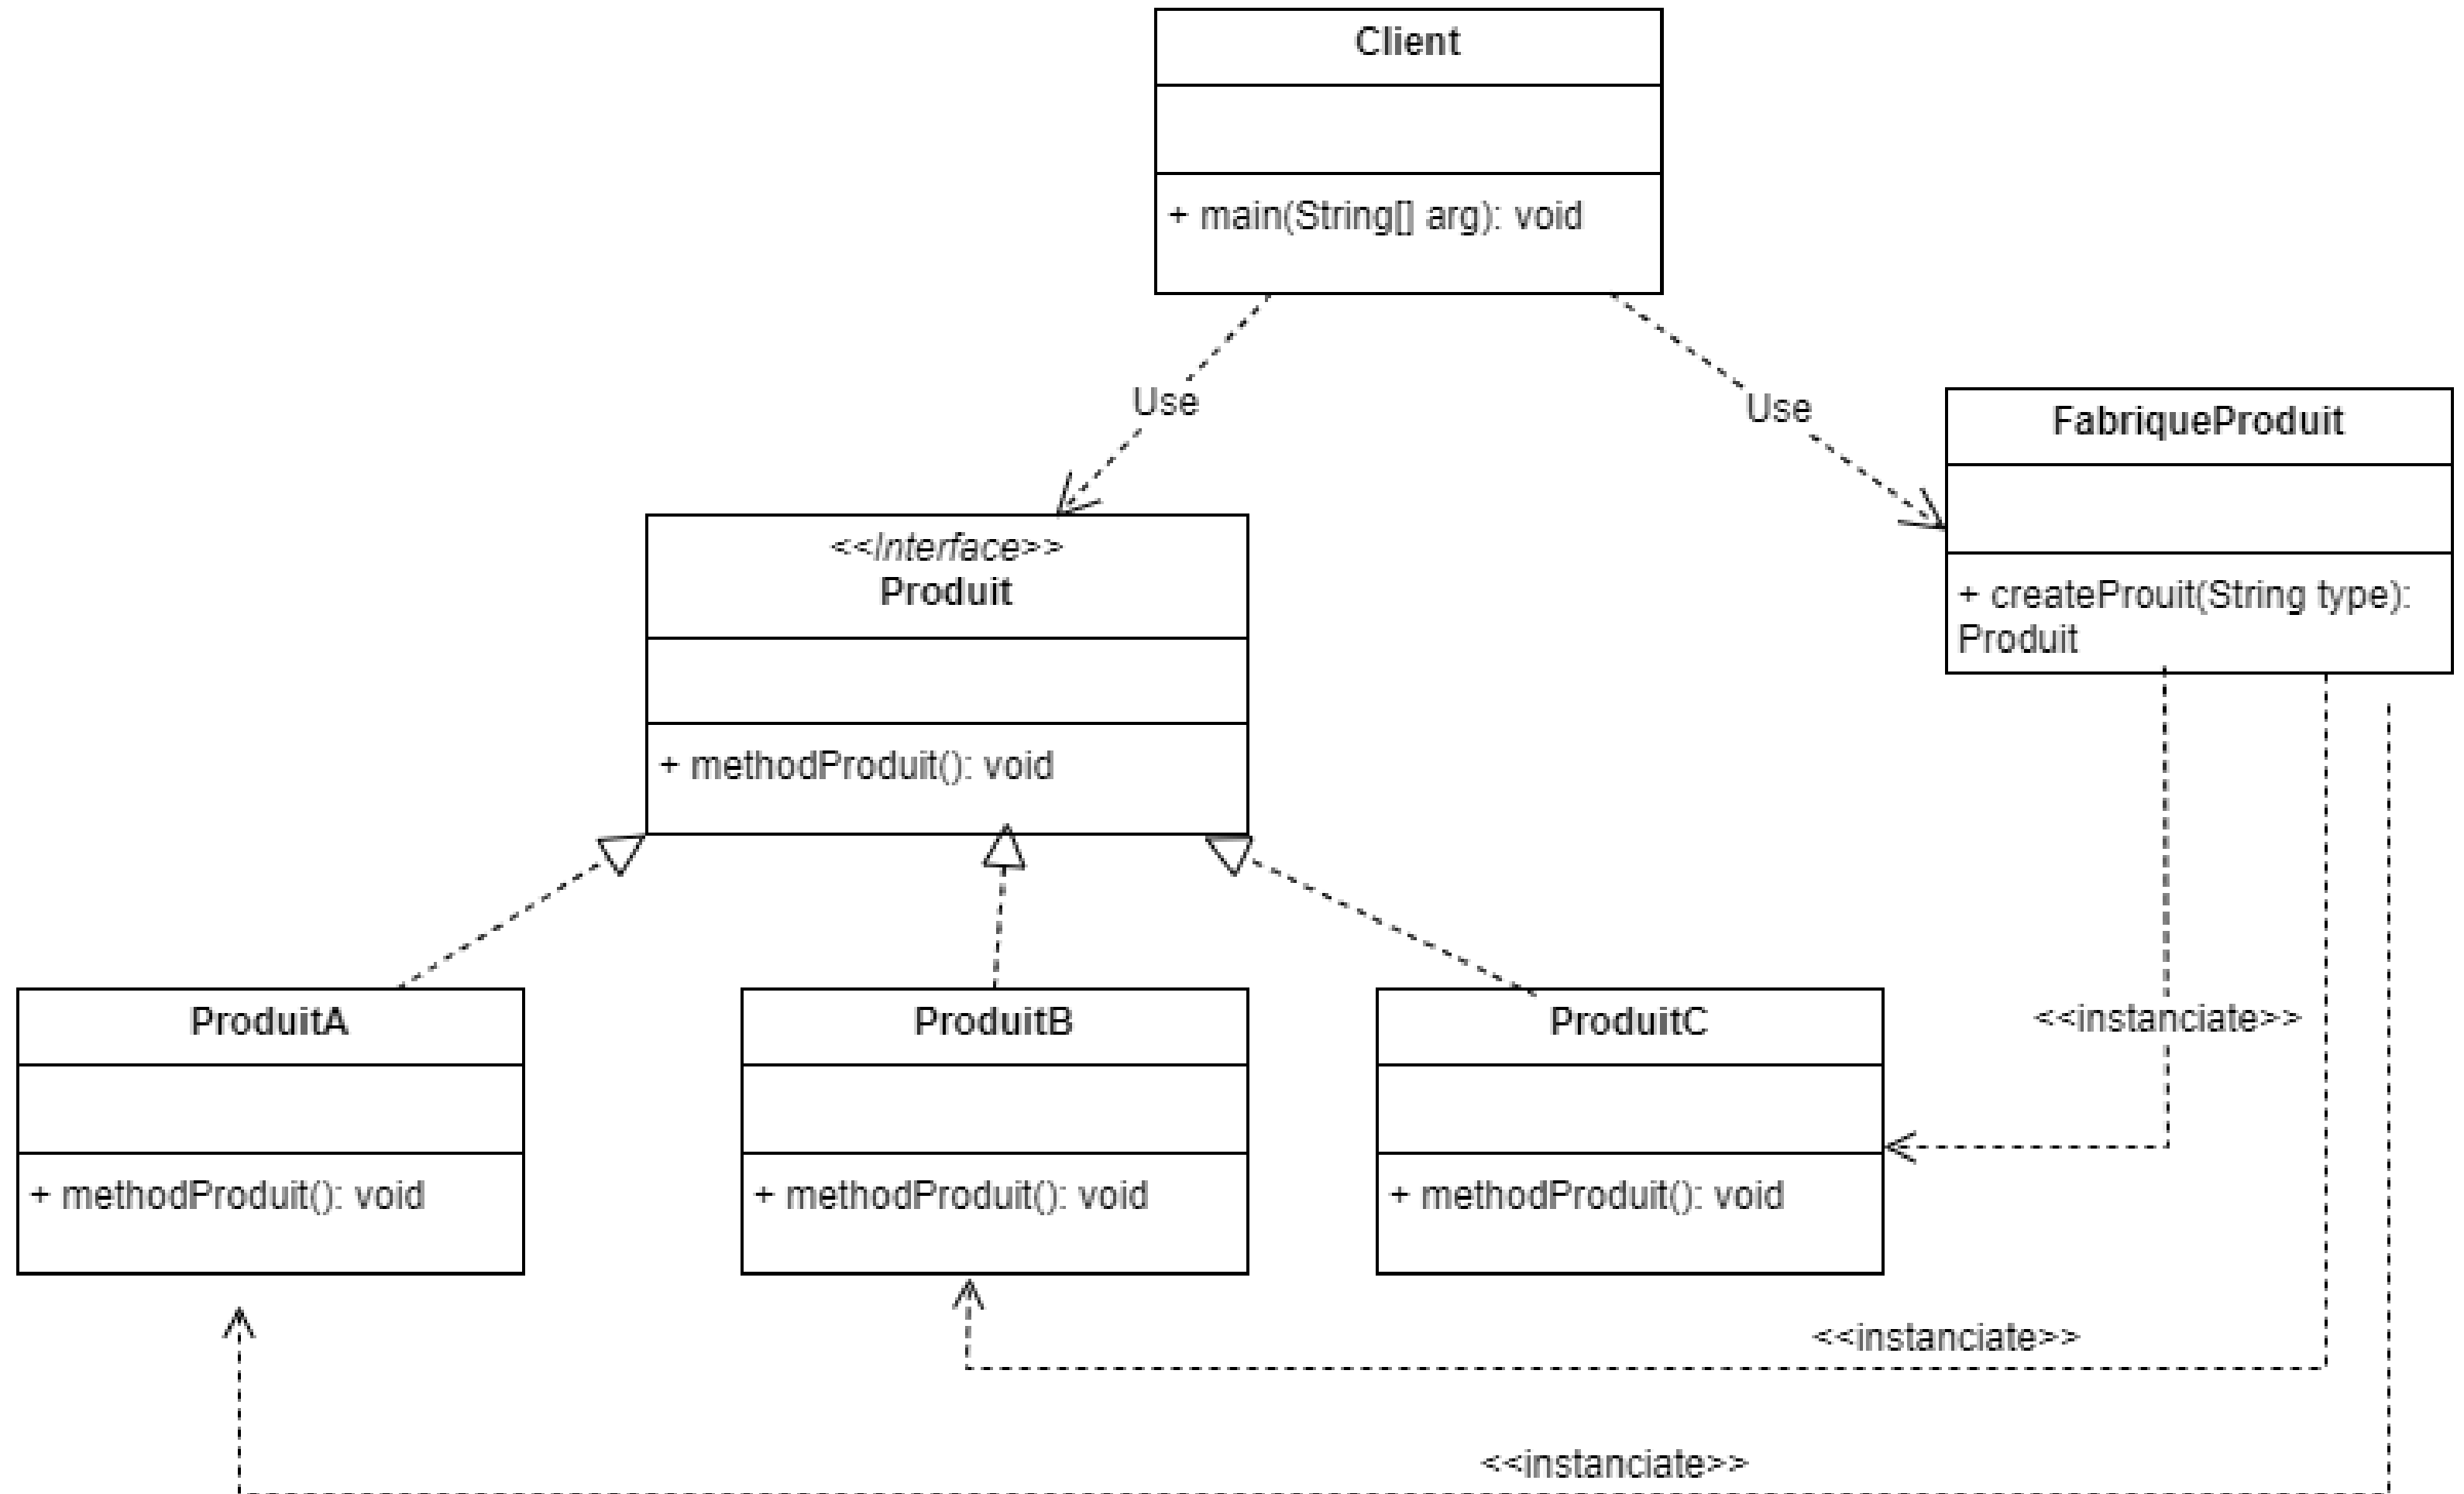 Client
+ main(String[] arg): void
Use
Use
FabriqueProduit
+ createProuit(String type):
Produit
<<Interface>>
Produit
+ methodProduit(): void
ProduitA
+ methodProduit(): void
ProduitB
+ methodProduit(): void
ProduitC
+ methodProduit(): void
<<instanciate>>
<<instanciate>>
<<instanciate>>